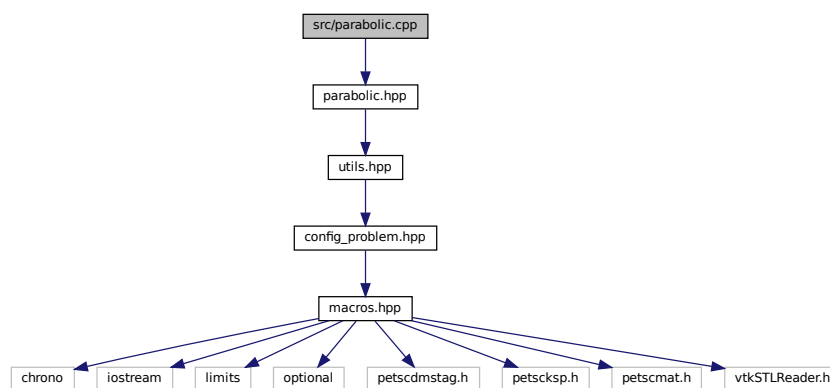 src/parabolic.cpp
parabolic.hpp
utils.hpp
config_problem.hpp
macros.hpp
chrono iostream limits optional petscdmstag.h petscksp.h petscmat.h vtkSTLReader.h